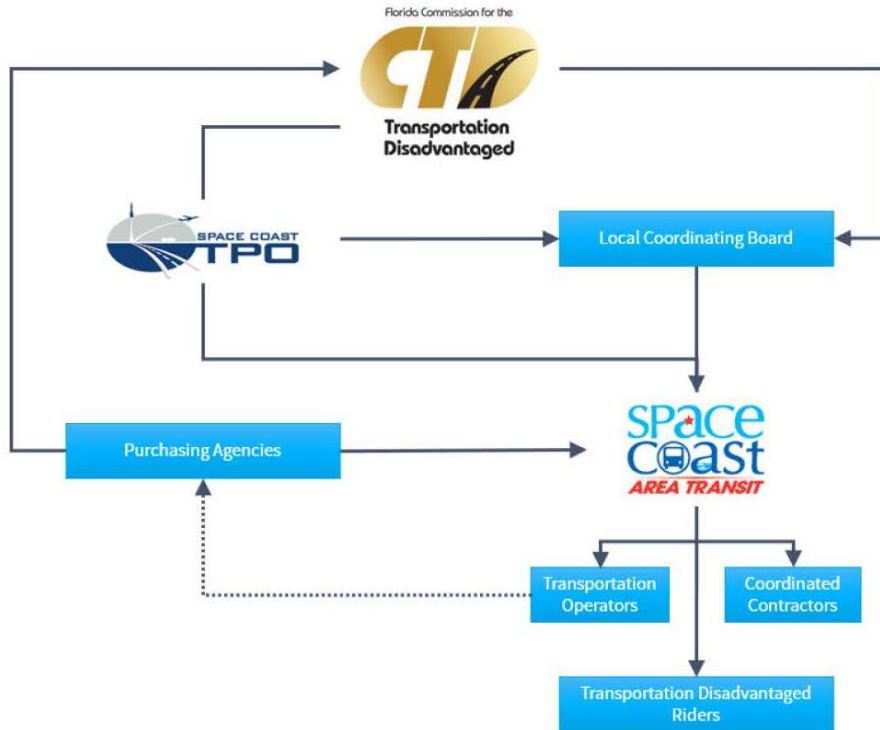 Florida Commission for the
CTD
Transportation
Disadvantaged
SPACE COAST
TPO
Local Coordinating Board
Purchasing Agencies
SPace
Coast
AREA TRANSIT
Transportation
Operators
Coordinated
Contractors
Transportation Disadvantaged
Riders